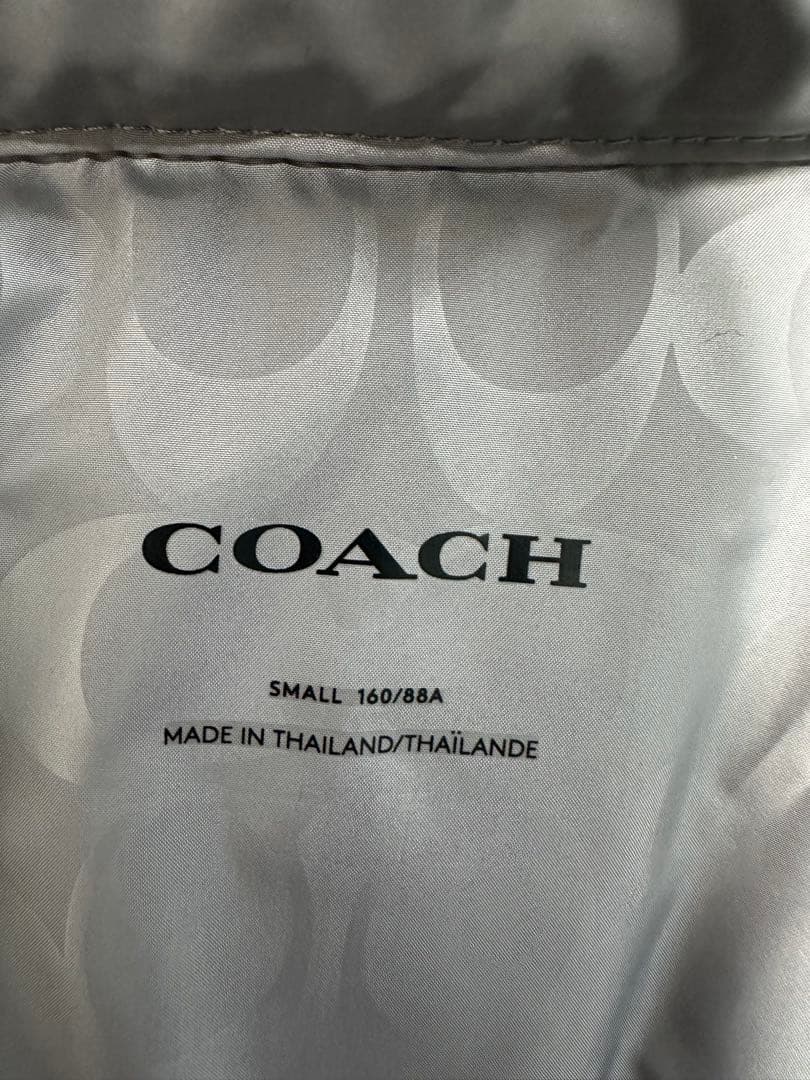 COACH
SMALL 160/88A
MADE IN THAILAND/THAÏLANDE